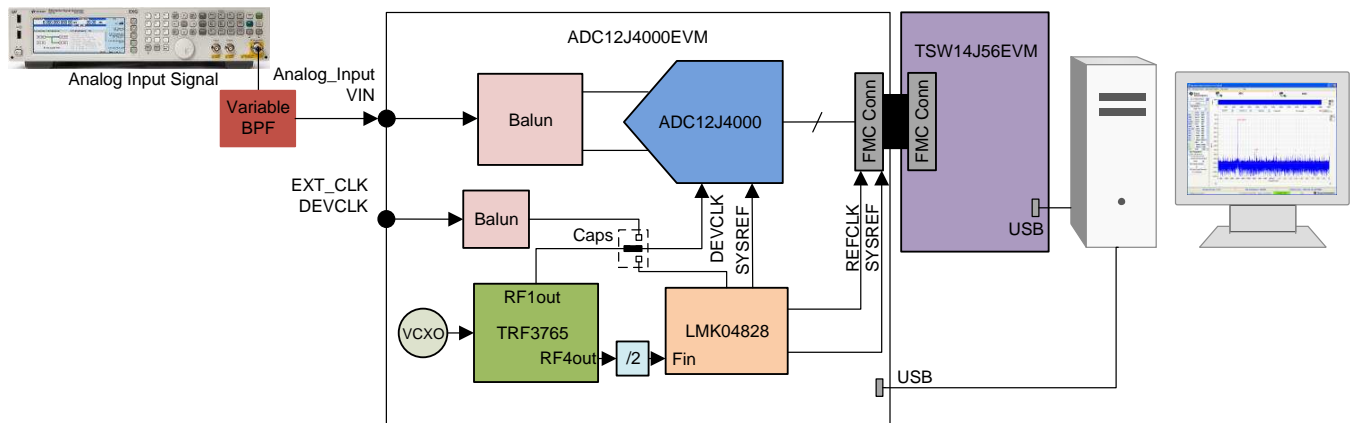 ADC12J4000EVM
TSW14J56EVM
Analog Input Signal
Analog_Input
VIN
Variable
BPF
Balun
ADC12J4000
FMC Conn
FMC Conn
EXT_CLK
DEVCLK
Balun
Caps
DEVCLK
SYSREF
REFCLK
SYSREF
USB
RF1out
VCXO
TRF3765
RF4out
/2
Fin
LMK04828
USB